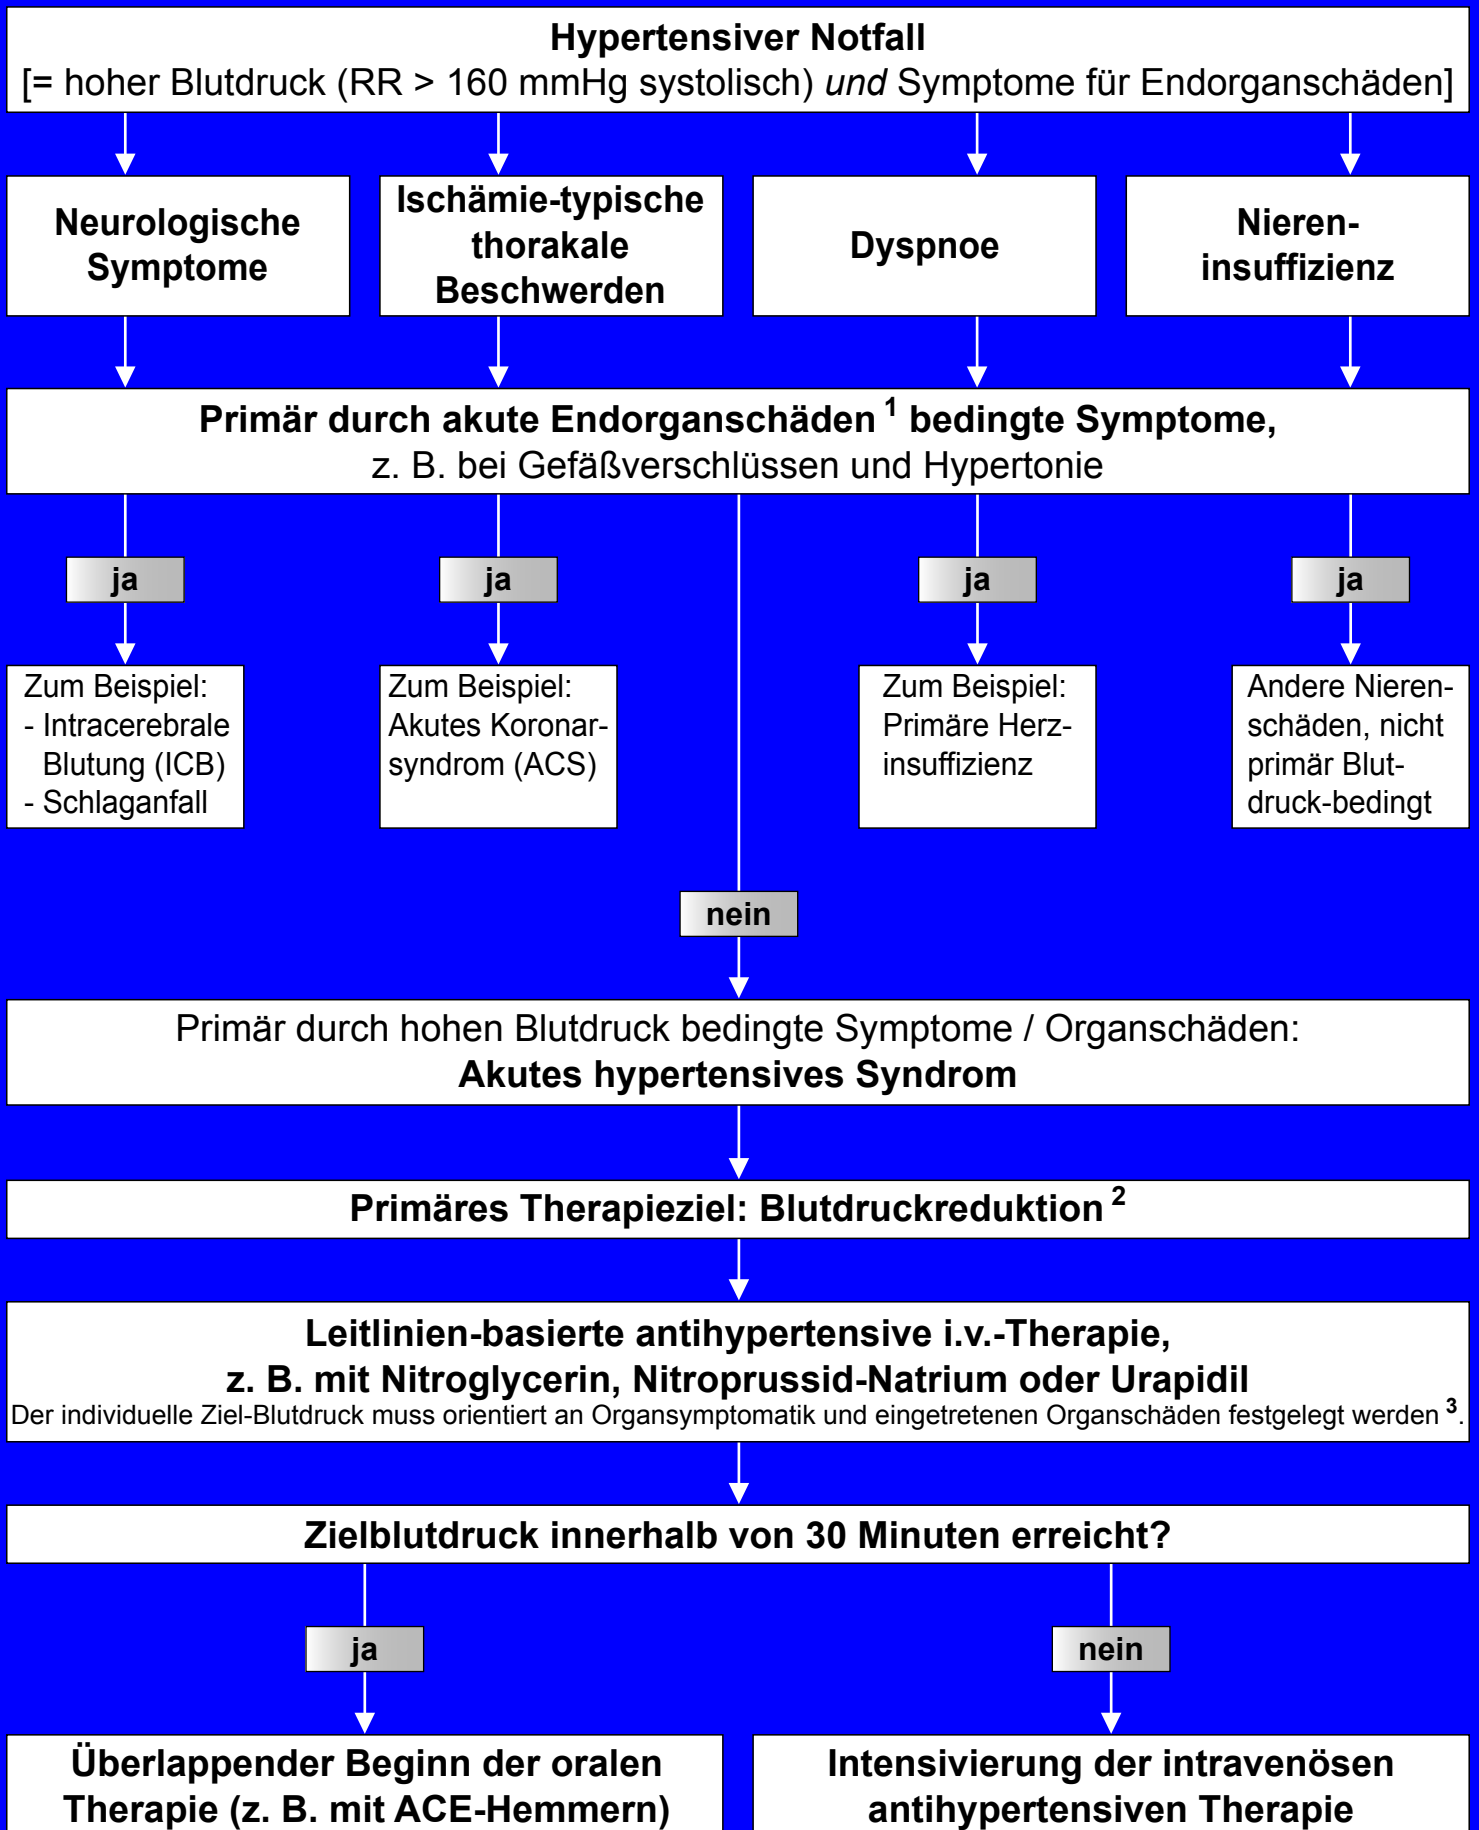 Hypertensiver Notfall
[= hoher Blutdruck (RR > 160 mmHg systolisch) und Symptome für Endorganschäden]
Neurologische
Symptome
Ischämie-typische
thorakale
Beschwerden
Dyspnoe
Nieren-
insuffizienz
Primär durch akute Endorganschäden 1 bedingte Symptome,
z. B. bei Gefäßverschlüssen und Hypertonie
ja
ja
ja
ja
Zum Beispiel:
- Intracerebrale
Blutung (ICB)
- Schlaganfall
Zum Beispiel:
Akutes Koronar-
syndrom (ACS)
Zum Beispiel:
Primäre Herz-
insuffizienz
Andere Nieren-
schäden, nicht
primär Blut-
druck-bedingt
nein
Primär durch hohen Blutdruck bedingte Symptome / Organschäden:
Akutes hypertensives Syndrom
Primäres Therapieziel: Blutdruckreduktion 2
Leitlinien-basierte antihypertensive i.v.-Therapie,
z. B. mit Nitroglycerin, Nitroprussid-Natrium oder Urapidil
Der individuelle Ziel-Blutdruck muss orientiert an Organsymptomatik und eingetretenen Organschäden festgelegt werden 3.
Zielblutdruck innerhalb von 30 Minuten erreicht?
ja
nein
Überlappender Beginn der oralen
Therapie (z. B. mit ACE-Hemmern)
Intensivierung der intravenösen
antihypertensiven Therapie